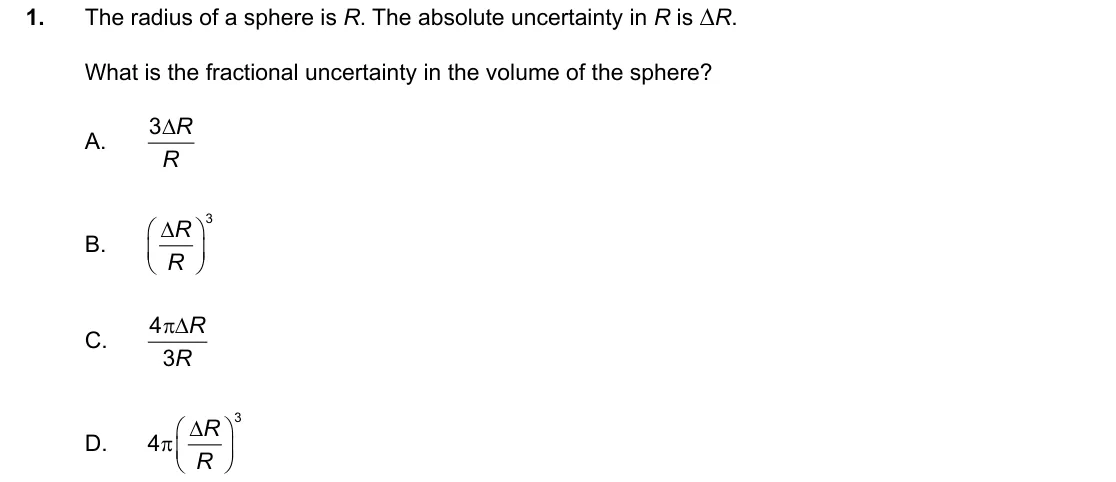 1. The radius of a sphere is R. The absolute uncertainty in R is ΔR.
What is the fractional uncertainty in the volume of the sphere?
A. 3ΔR/R
B. (ΔR/R)³
C. 4πΔR/3R
D. 4π(ΔR/R)³